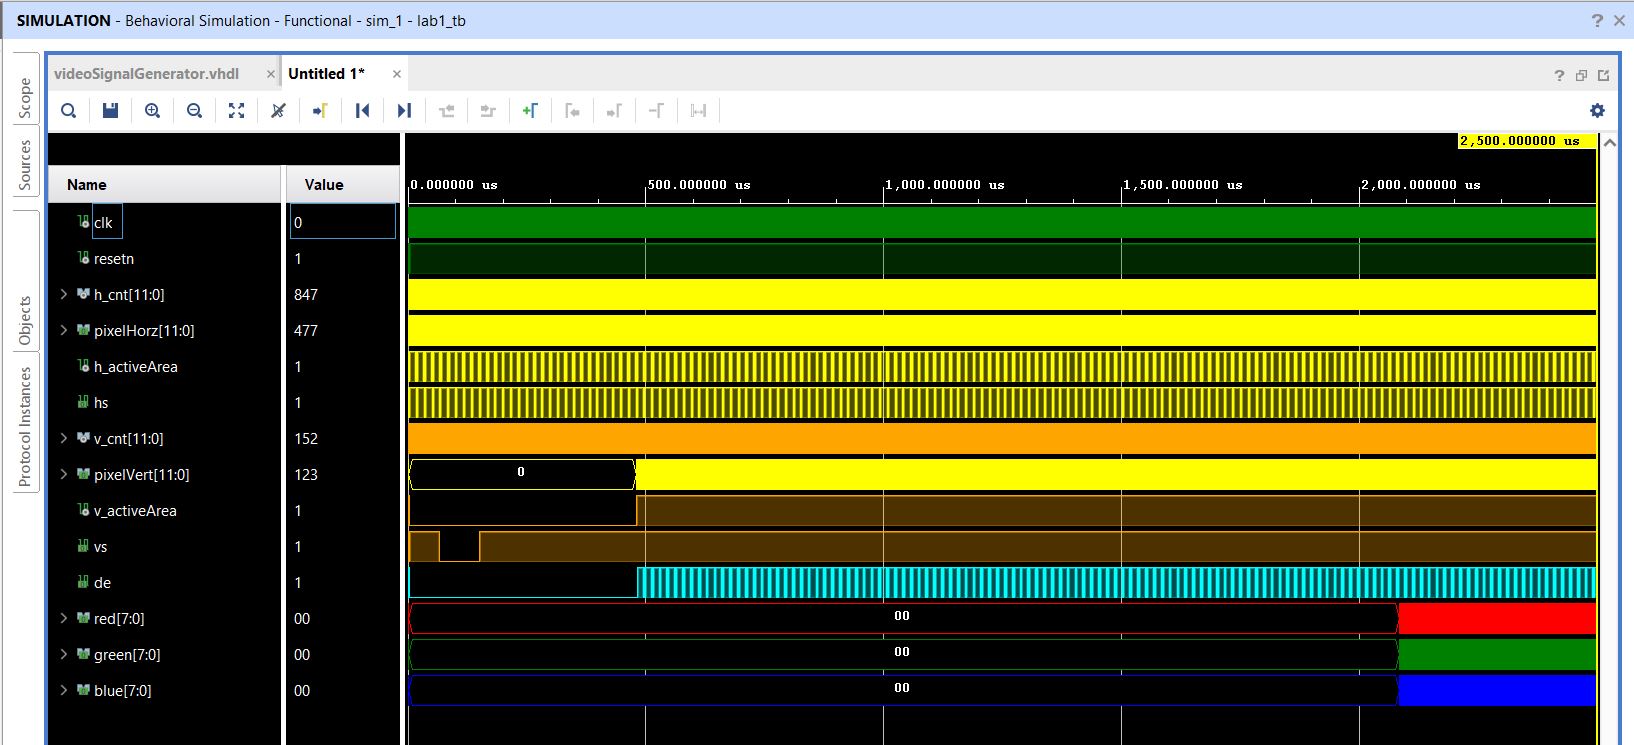 SIMULATION - Behavioral Simulation - Functional - sim_1 - lab1_tb
Scope
Sources
Objects
Protocol Instances
videoSignalGenerator.vhdl
Untitled 1*
2,500.000000 us
Name Value
0.000000 us 500.000000 us 1,000.000000 us 1,500.000000 us 2,000.000000 us
clk 0
resetn 1
h_cnt[11:0] 847
pixelHorz[11:0] 477
h_activeArea 1
hs 1
v_cnt[11:0] 152
pixelVert[11:0] 123 0
v_activeArea 1
vs 1
de 1
red[7:0] 00 00
green[7:0] 00 00
blue[7:0] 00 00